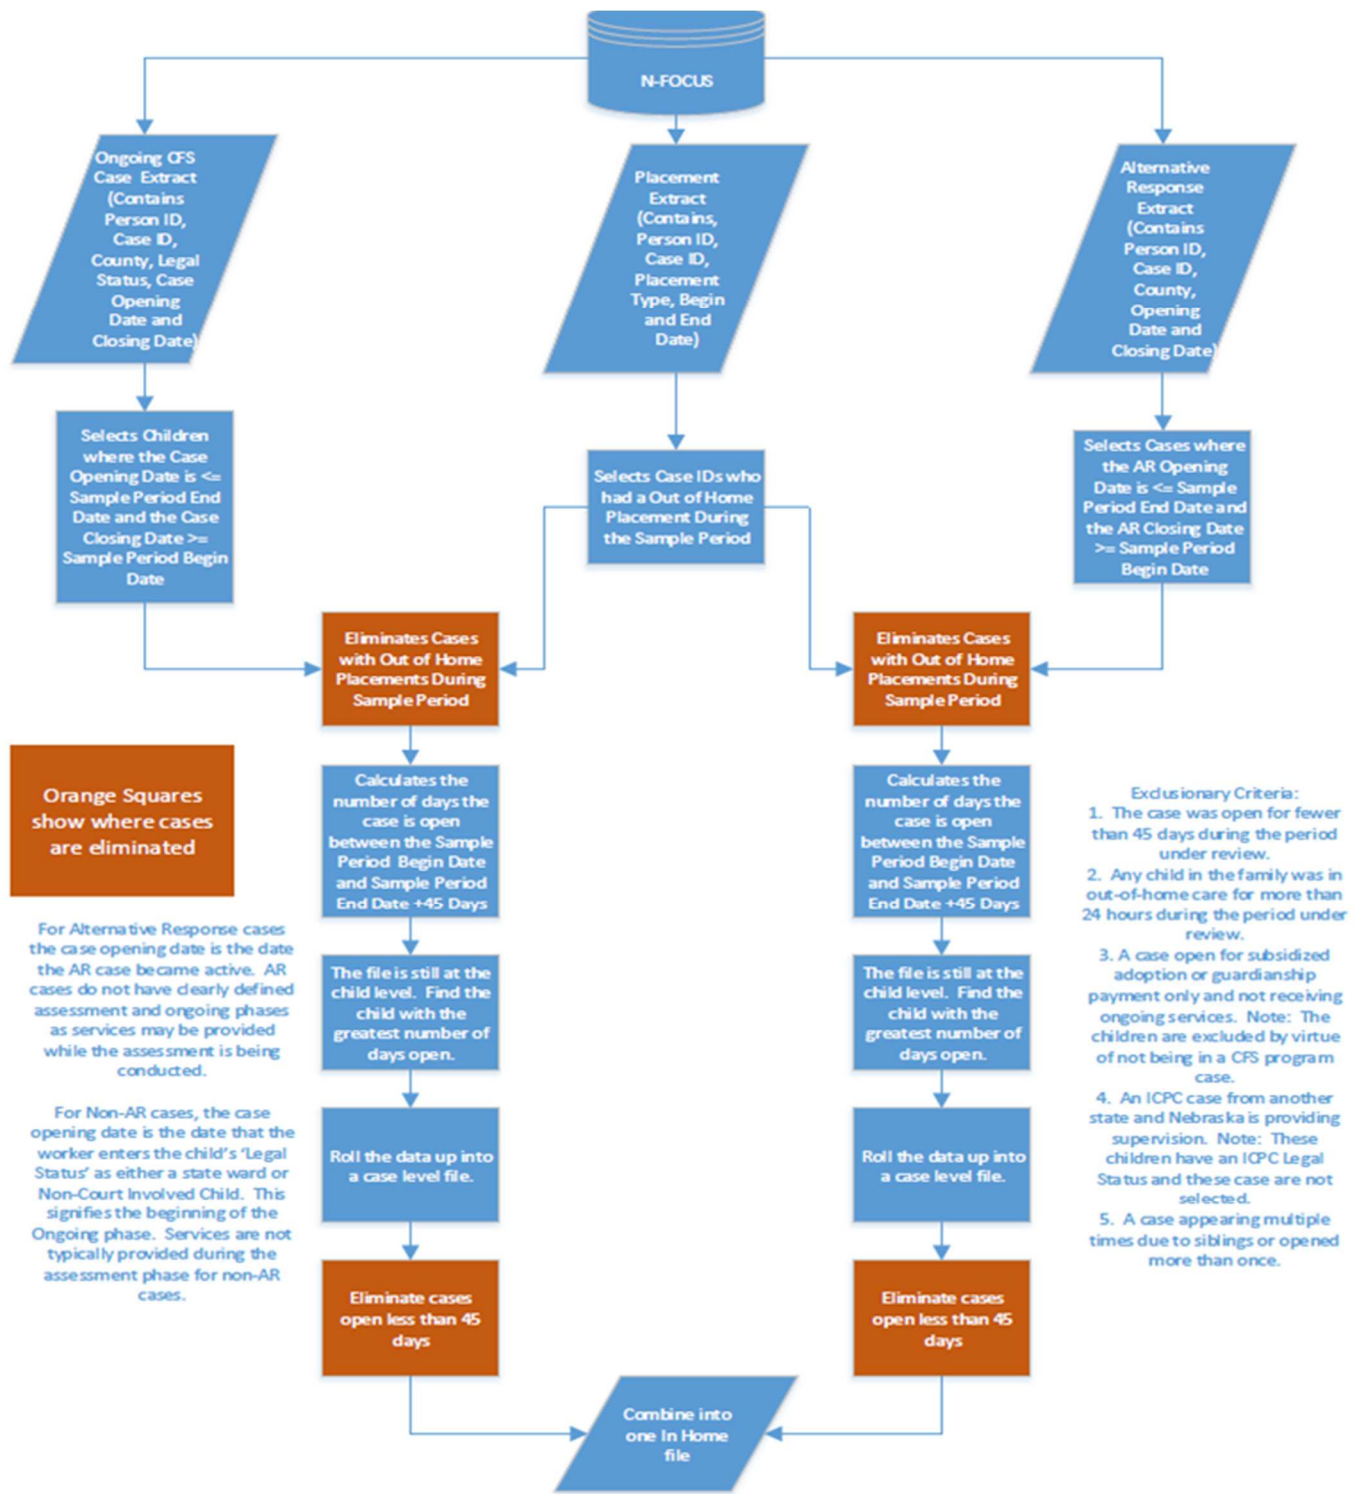 N-FOCUS
Ongoing CFS
Case Extract
(Contains
Person ID,
Case ID,
County, Legal
Status, Case
Opening
Date and
Closing Date)
Placement
Extract
(Contains,
Person ID,
Case ID,
Placement
Type, Begin
and End
Date)
Alternative
Response
Extract
(Contains
Person ID,
Case ID,
County,
Opening
Date and
Closing Date)
Selects Children
where the Case
Opening Date is <=
Sample Period End
Date and the Case
Closing Date >=
Sample Period Begin
Date
Selects Case IDs who
had a Out of Home
Placement During
the Sample Period
Selects Cases where
the AR Opening
Date is <= Sample
Period End Date and
the AR Closing Date
>= Sample Period
Begin Date
Eliminates Cases
with Out of Home
Placements During
Sample Period
Eliminates Cases
with Out of Home
Placements During
Sample Period
Orange Squares
show where cases
are eliminated
Calculates the
number of days the
case is open
between the Sample
Period Begin Date
and Sample Period
End Date +45 Days
Calculates the
number of days the
case is open
between the Sample
Period Begin Date
and Sample Period
End Date +45 Days
For Alternative Response cases
the case opening date is the date
the AR case became active. AR
cases do not have clearly defined
assessment and ongoing phases
as services may be provided
while the assessment is being
conducted.
For Non-AR cases, the case
opening date is the date that the
worker enters the child's 'Legal
Status' as either a state ward or
Non-Court Involved Child. This
signifies the beginning of the
Ongoing phase. Services are not
typically provided during the
assessment phase for non-AR
cases.
The file is still at the
child level. Find the
child with the
greatest number of
days open.
The file is still at the
child level. Find the
child with the
greatest number of
days open.
Exclusionary Criteria:
1. The case was open for fewer
than 45 days during the period
under review.
2. Any child in the family was in
out-of-home care for more than
24 hours during the period under
review.
3. A case open for subsidized
adoption or guardianship
payment only and not receiving
ongoing services. Note: The
children are excluded by virtue
of not being in a CFS program
case.
4. An ICPC case from another
state and Nebraska is providing
supervision. Note: These
children have an ICPC Legal
Status and these case are not
selected.
5. A case appearing multiple
times due to siblings or opened
more than once.
Roll the data up into
a case level file.
Roll the data up into
a case level file.
Eliminate cases
open less than 45
days
Eliminate cases
open less than 45
days
Combine into
one In Home
file